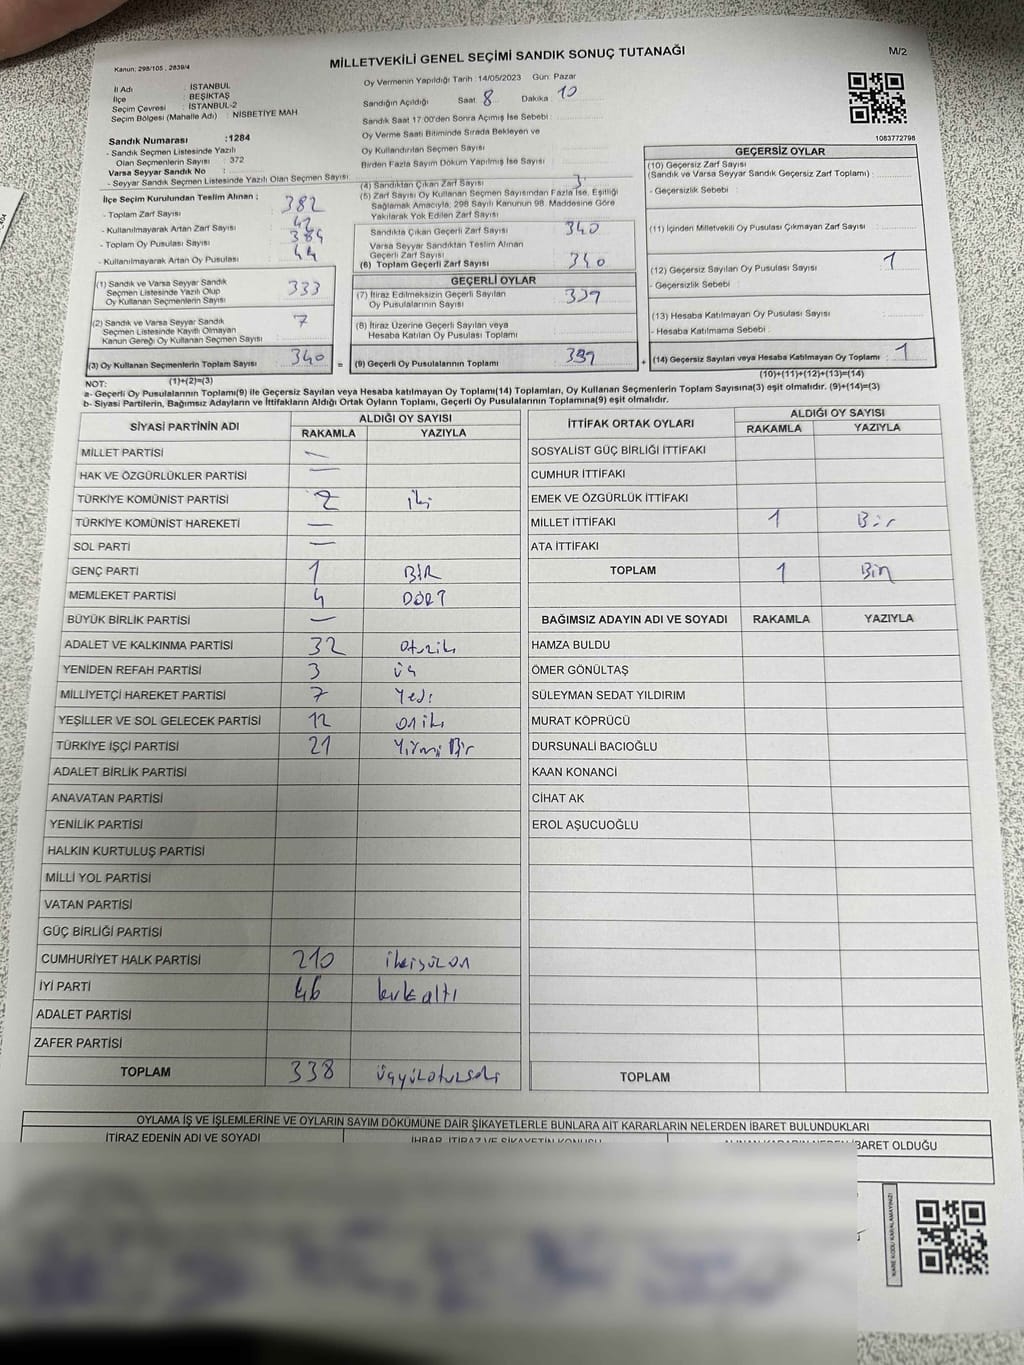 MİLLETVEKİLİ GENEL SEÇİMİ SANDIK SONUÇ TUTANAĞI
M/2
Kanun: 298/105 , 2839/4
İl Adı : İSTANBUL
İlçe : BEŞİKTAŞ
Seçim Çevresi : İSTANBUL-2
Seçim Bölgesi (Mahalle Adı) : NİSBETİYE MAH
Sandık Numarası : 1284
- Sandık Seçmen Listesinde Yazılı
Olan Seçmenlerin Sayısı : 372
Varsa Seyyar Sandık No :
- Seyyar Sandık Seçmen Listesinde Yazılı Olan Seçmen Sayısı:
İlçe Seçim Kurulundan Teslim Alınan ;
- Toplam Zarf Sayısı : 382
- Kullanılmayarak Artan Zarf Sayısı : 42
- Toplam Oy Pusulası Sayısı : 384
- Kullanılmayarak Artan Oy Pusulası : 44
(1) Sandık ve Varsa Seyyar Sandık
Seçmen Listesinde Yazılı Olup
Oy Kullanan Seçmenlerin Sayısı : 333
(2) Sandık ve Varsa Seyyar Sandık
Seçmen Listesinde Kayıtlı Olmayan
Kanun Gereği Oy Kullanan Seçmen Sayısı : 7
(3) Oy Kullanan Seçmenlerin Toplam Sayısı : 340
Oy Vermenin Yapıldığı Tarih : 14/05/2023 Gün: Pazar
Sandığın Açıldığı Saat: 8 Dakika : 10
Sandık Saat 17:00'den Sonra Açılmış İse Sebebi :
Oy Verme Saati Bitiminde Sırada Bekleyen ve
Oy Kullandırılan Seçmen Sayısı :
Birden Fazla Sayım Döküm Yapılmış İse Sayısı :
(4) Sandıktan Çıkan Zarf Sayısı :
(5) Zarf Sayısı Oy Kullanan Seçmen Sayısından Fazla İse, Eşitliği
Sağlamak Amacıyla, 298 Sayılı Kanunun 98. Maddesine Göre
Yakılarak Yok Edilen Zarf Sayısı :
Sandıkta Çıkan Geçerli Zarf Sayısı : 340
Varsa Seyyar Sandıktan Teslim Alınan
Geçerli Zarf Sayısı :
(6) Toplam Geçerli Zarf Sayısı : 340
GEÇERLİ OYLAR
(7) İtiraz Edilmeksizin Geçerli Sayılan
Oy Pusulalarının Sayısı : 339
(8) İtiraz Üzerine Geçerli Sayılan veya
Hesaba Katılan Oy Pusulası Toplamı :
= (9) Geçerli Oy Pusulalarının Toplamı : 339
1083772798
GEÇERSİZ OYLAR
(10) Geçersiz Zarf Sayısı
(Sandık ve Varsa Seyyar Sandık Geçersiz Zarf Toplamı) :
- Geçersizlik Sebebi :
(11) İçinden Milletvekili Oy Pusulası Çıkmayan Zarf Sayısı :
(12) Geçersiz Sayılan Oy Pusulası Sayısı : 1
- Geçersizlik Sebebi :
(13) Hesaba Katılmayan Oy Pusulası Sayısı :
- Hesaba Katılmama Sebebi :
+ (14) Geçersiz Sayılan veya Hesaba Katılmayan Oy Toplamı : 1
NOT: (1)+(2)=(3)
(10)+(11)+(12)+(13)=(14)
a- Geçerli Oy Pusulaları Toplamı(9) ile Geçersiz Sayılan veya Hesaba katılmayan Oy Toplamı(14) Toplamları, Oy Kullanan Seçmenlerin Toplam Sayısına(3) eşit olmalıdır. (9)+(14)=(3)
b- Siyasi Partilerin, Bağımsız Adayların ve İttifakların Aldığı Ortak Oyların Toplamı, Geçerli Oy Pusulalarının Toplamına(9) eşit olmalıdır.
SİYASİ PARTİNİN ADI ALDIĞI OY SAYISI
RAKAMLA YAZIYLA
MİLLET PARTİSİ —
HAK VE ÖZGÜRLÜKLER PARTİSİ —
TÜRKİYE KOMÜNİST PARTİSİ 2 iki
TÜRKİYE KOMÜNİST HAREKETİ —
SOL PARTİ —
GENÇ PARTİ 1 BİR
MEMLEKET PARTİSİ 4 DÖRT
BÜYÜK BİRLİK PARTİSİ —
ADALET VE KALKINMA PARTİSİ 32 otuziki
YENİDEN REFAH PARTİSİ 3 üç
MİLLİYETÇİ HAREKET PARTİSİ 7 Yedi
YEŞİLLER VE SOL GELECEK PARTİSİ 12 oniki
TÜRKİYE İŞÇİ PARTİSİ 21 Yirmi Bir
ADALET BİRLİK PARTİSİ
ANAVATAN PARTİSİ
YENİLİK PARTİSİ
HALKIN KURTULUŞ PARTİSİ
MİLLİ YOL PARTİSİ
VATAN PARTİSİ
GÜÇ BİRLİĞİ PARTİSİ
CUMHURİYET HALK PARTİSİ 210 ikiyüzon
İYİ PARTİ 46 kırkaltı
ADALET PARTİSİ
ZAFER PARTİSİ
TOPLAM 338 üçyüzotuzsekiz
İTTİFAK ORTAK OYLARI ALDIĞI OY SAYISI
RAKAMLA YAZIYLA
SOSYALİST GÜÇ BİRLİĞİ İTTİFAKI
CUMHUR İTTİFAKI
EMEK VE ÖZGÜRLÜK İTTİFAKI
MİLLET İTTİFAKI 1 Bir
ATA İTTİFAKI
TOPLAM 1 Bir
BAĞIMSIZ ADAYIN ADI VE SOYADI RAKAMLA YAZIYLA
HAMZA BULDU
ÖMER GÖNÜLTAŞ
SÜLEYMAN SEDAT YILDIRIM
MURAT KÖPRÜCÜ
DURSUNALİ BACIOĞLU
KAAN KONANCİ
CİHAT AK
EROL AŞUCUOĞLU
TOPLAM
OYLAMA İŞ VE İŞLEMLERİNE VE OYLARIN SAYIM DÖKÜMÜNE DAİR ŞİKAYETLERLE BUNLARA AİT KARARLARIN NELERDEN İBARET BULUNDUKLARI
İTİRAZ EDENİN ADI VE SOYADI İHBAR, İTİRAZ VE ŞİKAYETİN KONUSU ALINAN KARARIN NEDEN İBARET OLDUĞU
KARE KODU KARALAMAYINIZ!